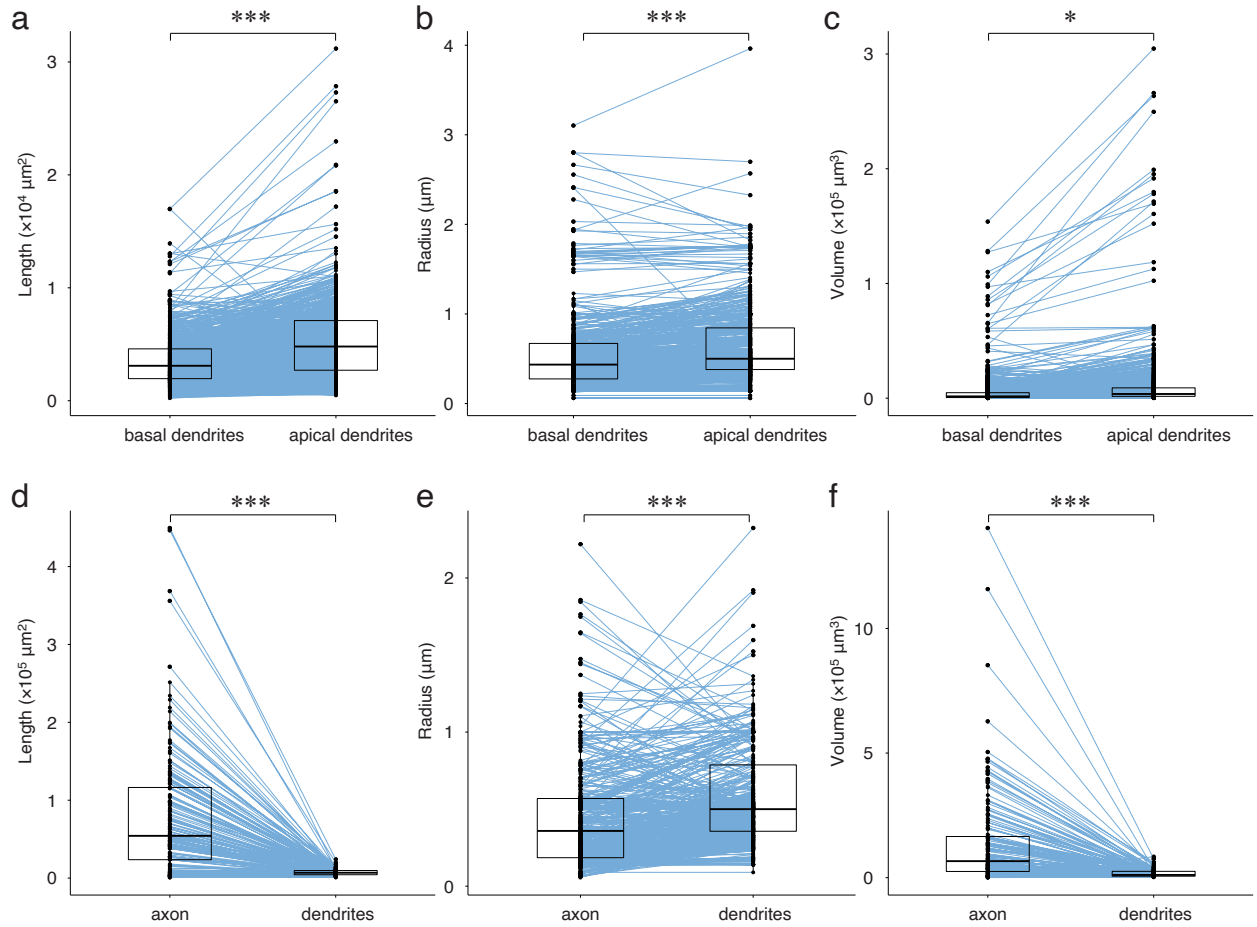 a
***
Length (×10⁴ µm²)
3
2
1
0
basal dendrites apical dendrites
b
***
Radius (µm)
4
3
2
1
0
basal dendrites apical dendrites
c
*
Volume (×10⁵ µm³)
3
2
1
0
basal dendrites apical dendrites
d
***
Length (×10⁵ µm²)
4
3
2
1
0
axon dendrites
e
***
Radius (µm)
2
1
0
axon dendrites
f
***
Volume (×10⁵ µm³)
10
5
0
axon dendrites